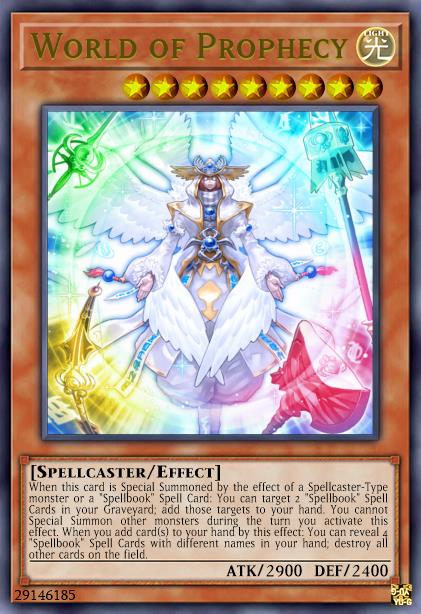 World of Prophecy
LIGHT
光
[Spellcaster/Effect]
When this card is Special Summoned by the effect of a Spellcaster-Type
monster or a "Spellbook" Spell Card: You can target 2 "Spellbook" Spell
Cards in your Graveyard; add those targets to your hand. You cannot
Special Summon other monsters during the turn you activate this
effect. When you add card(s) to your hand by this effect: You can reveal 4
"Spellbook" Spell Cards with different names in your hand; destroy all
other cards on the field.
ATK/2900 DEF/2400
29146185